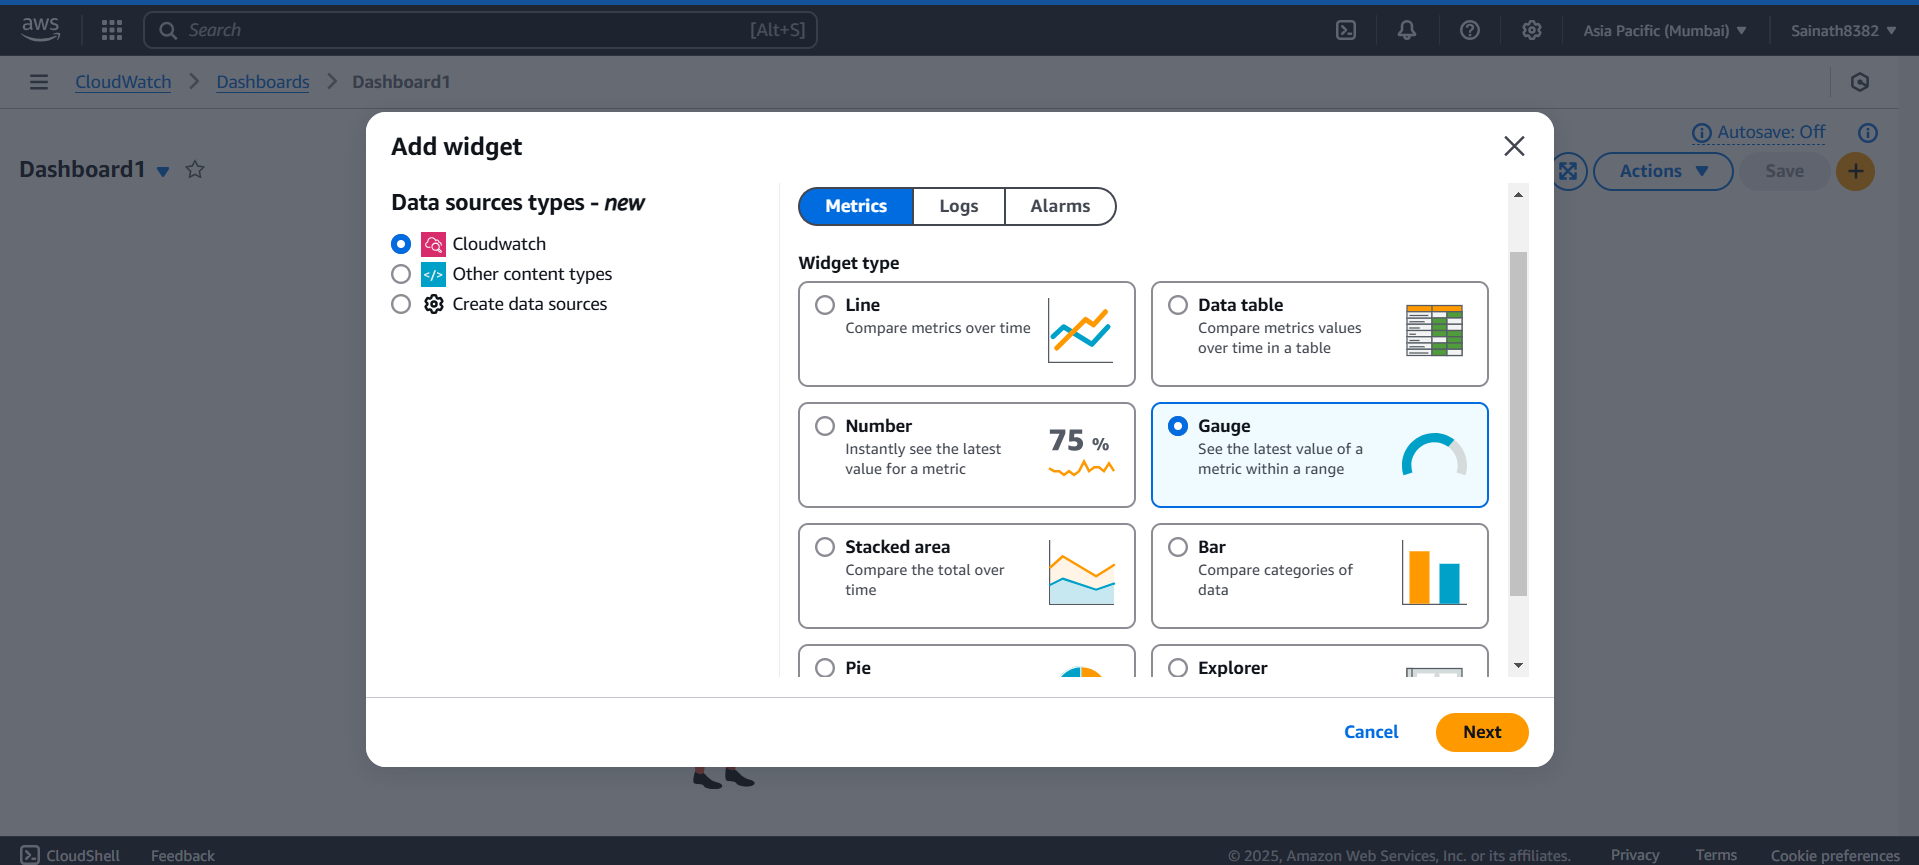 aws
Search
[Alt+S]
Asia Pacific (Mumbai)
Sainath8382
CloudWatch
Dashboards
Dashboard1
Autosave: Off
Dashboard1
Actions
Save
Add widget
Data sources types - new
Cloudwatch
</> Other content types
Create data sources
Metrics
Logs
Alarms
Widget type
Line
Compare metrics over time
Data table
Compare metrics values
over time in a table
Number
Instantly see the latest
value for a metric
75 %
Gauge
See the latest value of a
metric within a range
Stacked area
Compare the total over
time
Bar
Compare categories of
data
Pie
Explorer
Cancel
Next
CloudShell
Feedback
© 2025, Amazon Web Services, Inc. or its affiliates.
Privacy
Terms
Cookie preferences